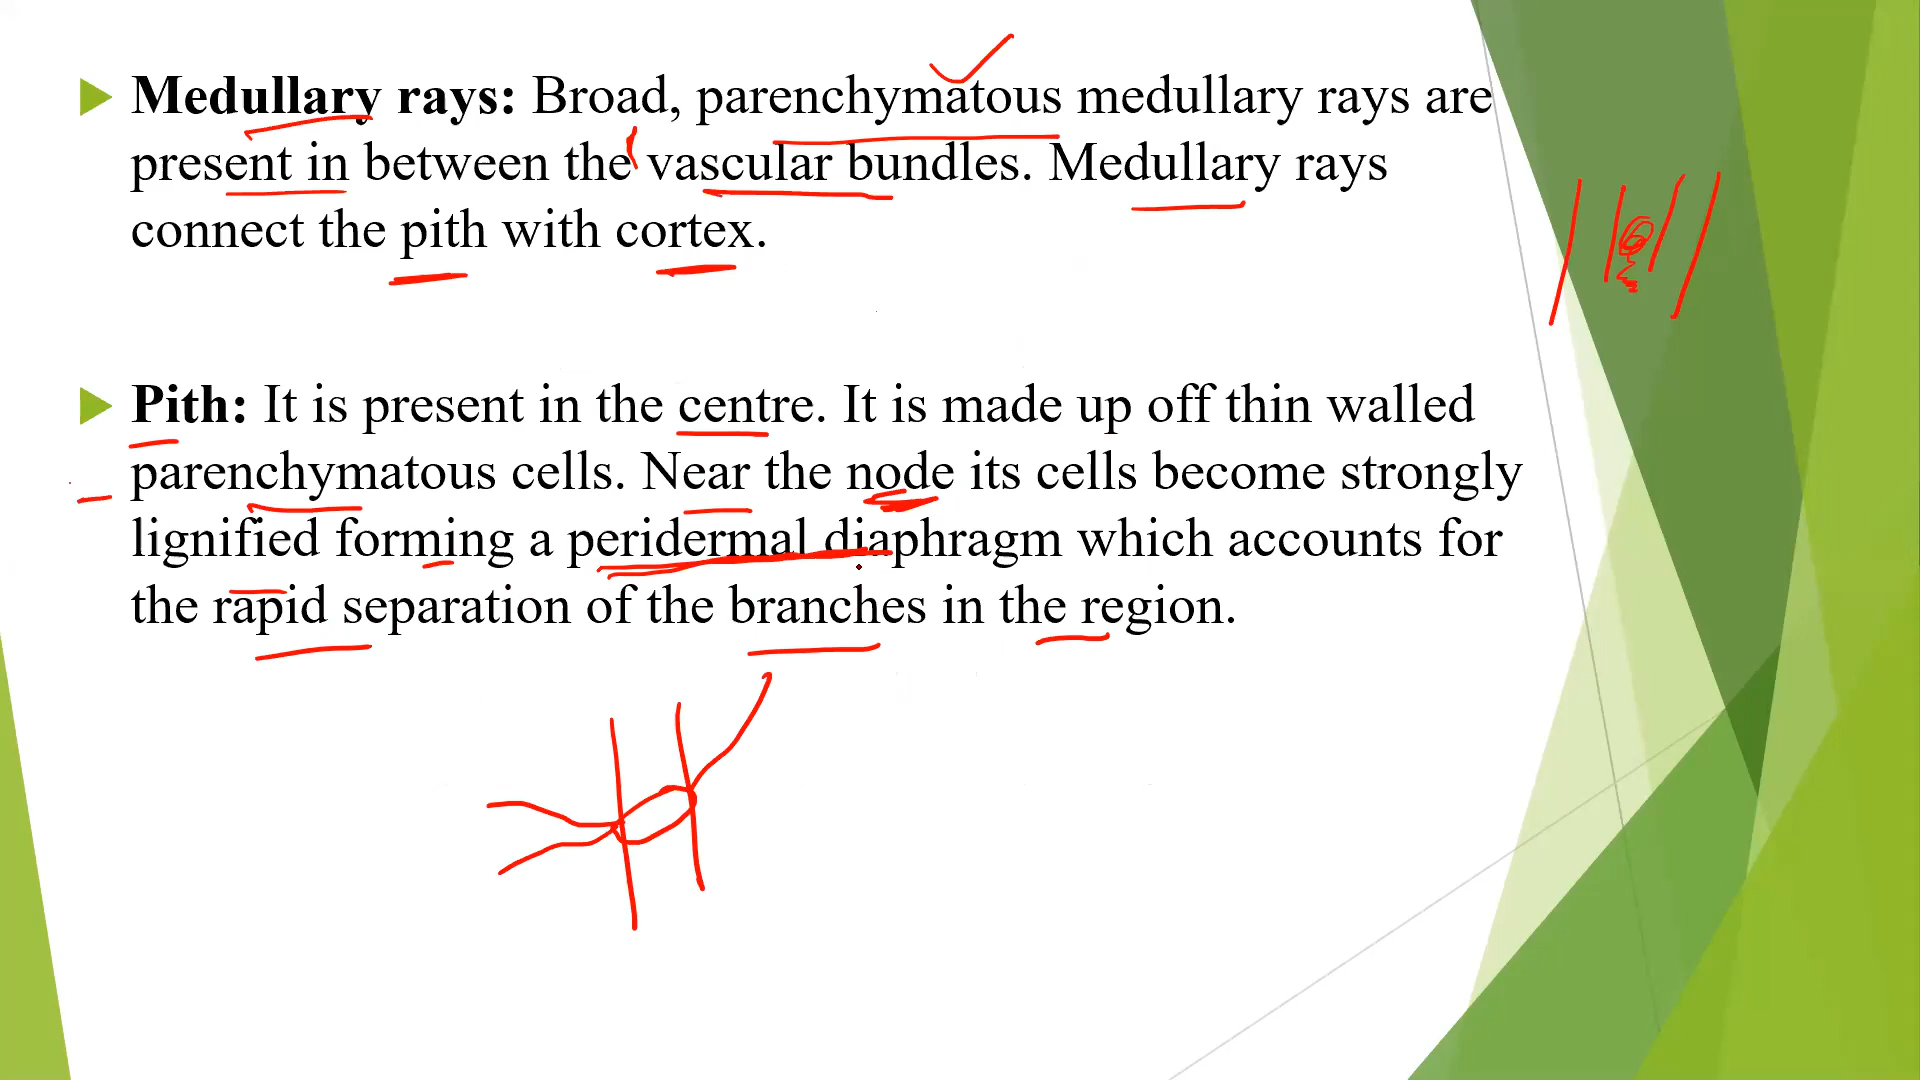 Medullary rays: Broad, parenchymatous medullary rays are
present in between the vascular bundles. Medullary rays
connect the pith with cortex.
Pith: It is present in the centre. It is made up off thin walled
parenchymatous cells. Near the node its cells become strongly
lignified forming a peridermal diaphragm which accounts for
the rapid separation of the branches in the region.